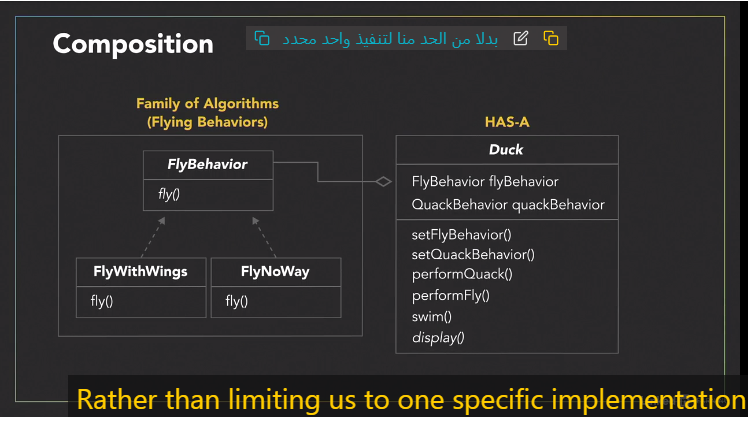 Composition
بدلا من الحد منا لتنفيذ واحد محدد
Family of Algorithms
(Flying Behaviors)
FlyBehavior
fly()
FlyWithWings
fly()
FlyNoWay
fly()
HAS-A
Duck
FlyBehavior flyBehavior
QuackBehavior quackBehavior
setFlyBehavior()
setQuackBehavior()
performQuack()
performFly()
swim()
display()
Rather than limiting us to one specific implementation